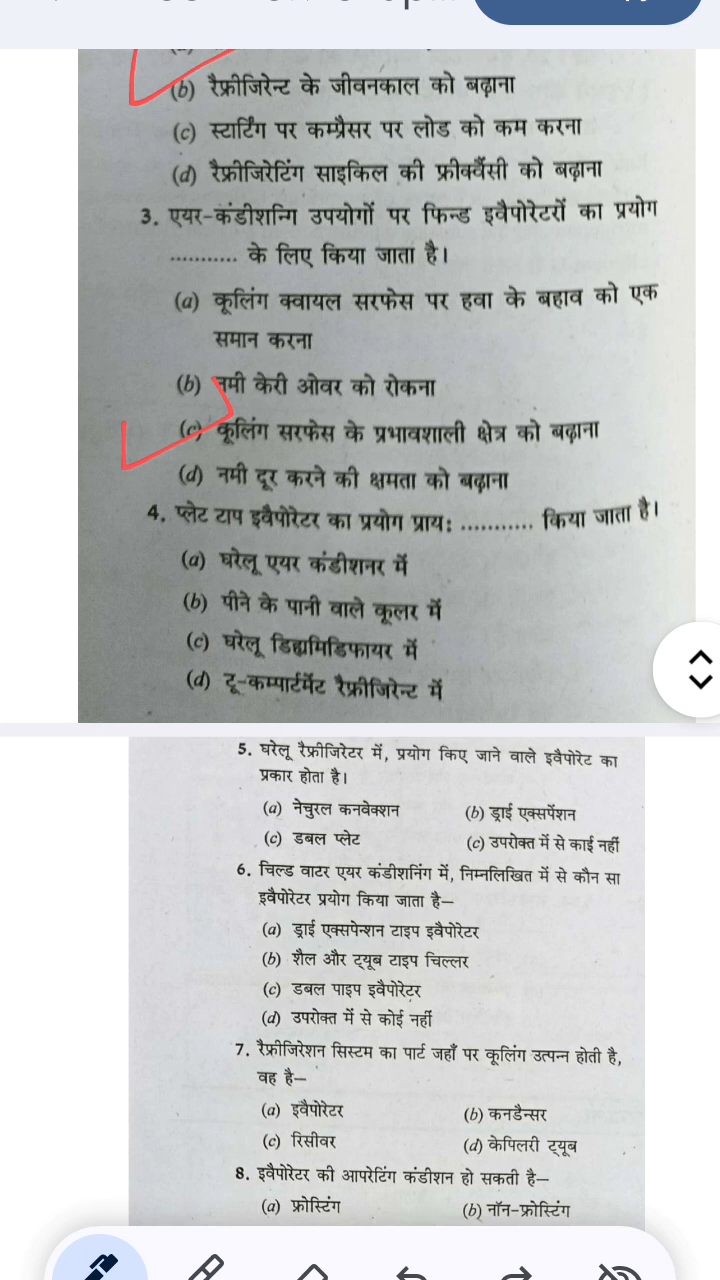 (b) रैफ्रीजिरेन्ट के जीवनकाल को बढ़ाना
(c) स्टार्टिंग पर कम्प्रैसर पर लोड को कम करना
(d) रैफ्रीजिरेटिंग साइकिल की फ्रीक्वैंसी को बढ़ाना
3. एयर-कंडीशन्गि उपयोगों पर फिन्ड इवैपोरेटरों का प्रयोग
........... के लिए किया जाता है।
(a) कूलिंग क्वायल सरफेस पर हवा के बहाव को एक
समान करना
(b) नमी केरी ओवर को रोकना
(c) कूलिंग सरफेस के प्रभावशाली क्षेत्र को बढ़ाना
(d) नमी दूर करने की क्षमता को बढ़ाना
4. प्लेट टाप इवैपोरेटर का प्रयोग प्राय: ........... किया जाता है।
(a) घरेलू एयर कंडीशनर में
(b) पीने के पानी वाले कूलर में
(c) घरेलू डिह्यमिडिफायर में
(d) टू-कम्पार्टमेंट रैफ्रीजिरेन्ट में
5. घरेलू रैफ्रीजिरेटर में, प्रयोग किए जाने वाले इवैपोरेट का
प्रकार होता है।
(a) नेचुरल कनवेक्शन (b) ड्राई एक्सपेंशन
(c) डबल प्लेट (c) उपरोक्त में से काई नहीं
6. चिल्ड वाटर एयर कंडीशनिंग में, निम्नलिखित में से कौन सा
इवैपोरेटर प्रयोग किया जाता है—
(a) ड्राई एक्सपेन्शन टाइप इवैपोरेटर
(b) शैल और ट्यूब टाइप चिल्लर
(c) डबल पाइप इवैपोरेटर
(d) उपरोक्त में से कोई नहीं
7. रैफ्रीजिरेशन सिस्टम का पार्ट जहाँ पर कूलिंग उत्पन्न होती है,
वह है—
(a) इवैपोरेटर (b) कनडैन्सर
(c) रिसीवर (d) केपिलरी ट्यूब
8. इवैपोरेटर की आपरेटिंग कंडीशन हो सकती है—
(a) फ्रोस्टिंग (b) नॉन-फ्रोस्टिंग